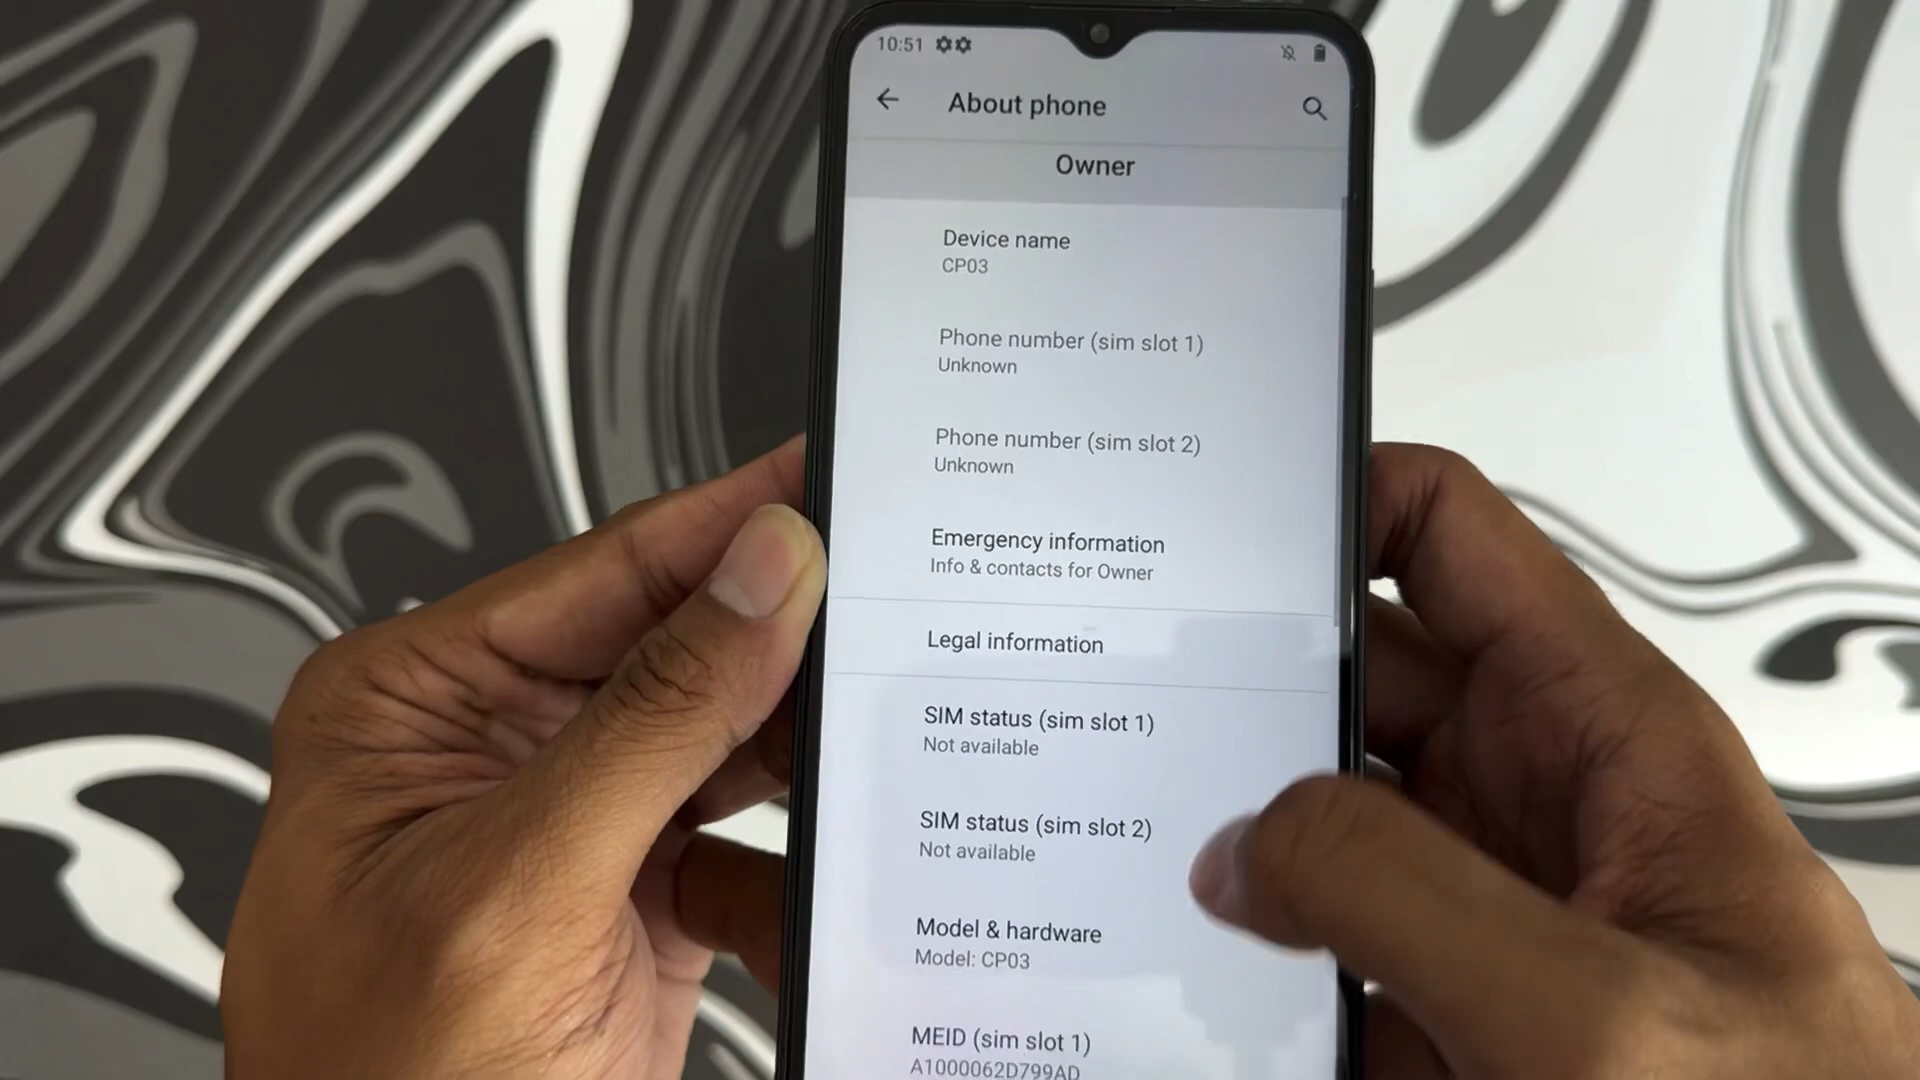 10:51
About phone
Owner
Device name
CP03
Phone number (sim slot 1)
Unknown
Phone number (sim slot 2)
Unknown
Emergency information
Info & contacts for Owner
Legal information
SIM status (sim slot 1)
Not available
SIM status (sim slot 2)
Not available
Model & hardware
Model: CP03
MEID (sim slot 1)
A1000062D799AD